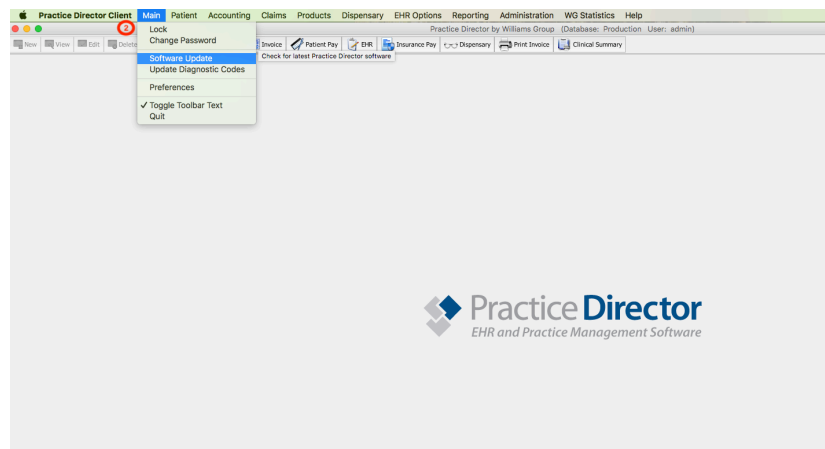 Practice Director Client Main Patient Accounting Claims Products Dispensary EHR Options Reporting Administration WG Statistics Help
Practice Director by Williams Group (Database: Production User: admin)
2
New View Edit Delete Invoice Patient Pay EHR Insurance Pay Dispensary Print Invoice Clinical Summary
Lock
Change Password
Software Update
Check for latest Practice Director software
Update Diagnostic Codes
Preferences
✓ Toggle Toolbar Text
Quit
Practice Director
EHR and Practice Management Software